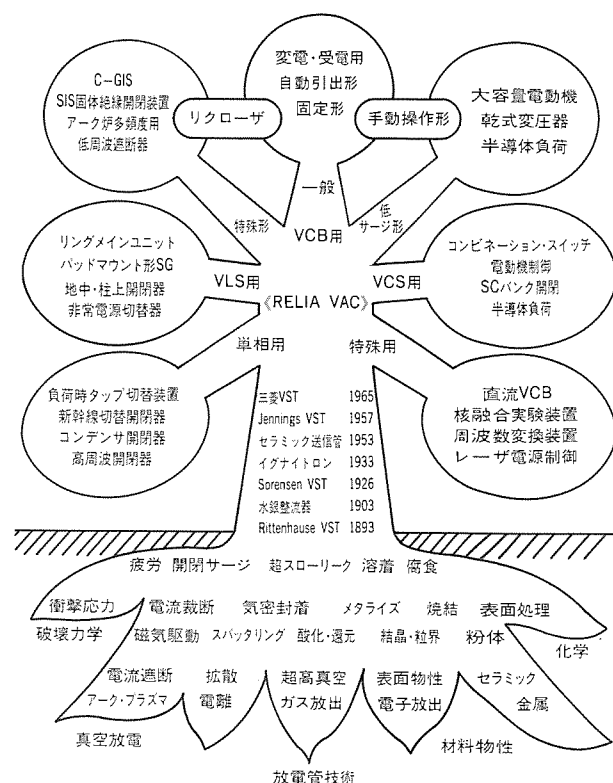 変電・受電用
自動引出形
固定形
C-GIS
SIS固体絶縁開閉装置
アーク炉多頻度用
低周波遮断器
リクローザ
手動操作形
大容量電動機
乾式変圧器
半導体負荷
一般
特殊形
低サージ形
VCB用
リングメインユニット
パッドマウント形SG
地中・柱上開閉器
非常電源切替器
VLS用
VCS用
コンビネーション・スイッチ
電動機制御
SCバンク開閉
半導体負荷
《RELIA VAC》
単相用
特殊用
負荷時タップ切替装置
新幹線切替開閉器
コンデンサ開閉器
高周波開閉器
直流VCB
核融合実験装置
周波数変換装置
レーザ電源制御
三菱VST 1965
Jennings VST 1957
セラミック送信管 1953
イグナイトロン 1933
Sorensen VST 1926
水銀整流器 1903
Rittenhause VST 1893
疲労 開閉サージ 超スローリーク 溶着 腐食
衝撃応力 電流裁断 気密封着 メタライズ 焼結 表面処理
破壊力学 磁気駆動 スパッタリング 酸化・還元 結晶・粒界 粉体 化学
電流遮断 拡散 超高真空 表面物性 セラミック
アーク・プラズマ 電離 ガス放出 電子放出 金属
真空放電 材料物性
放電管技術